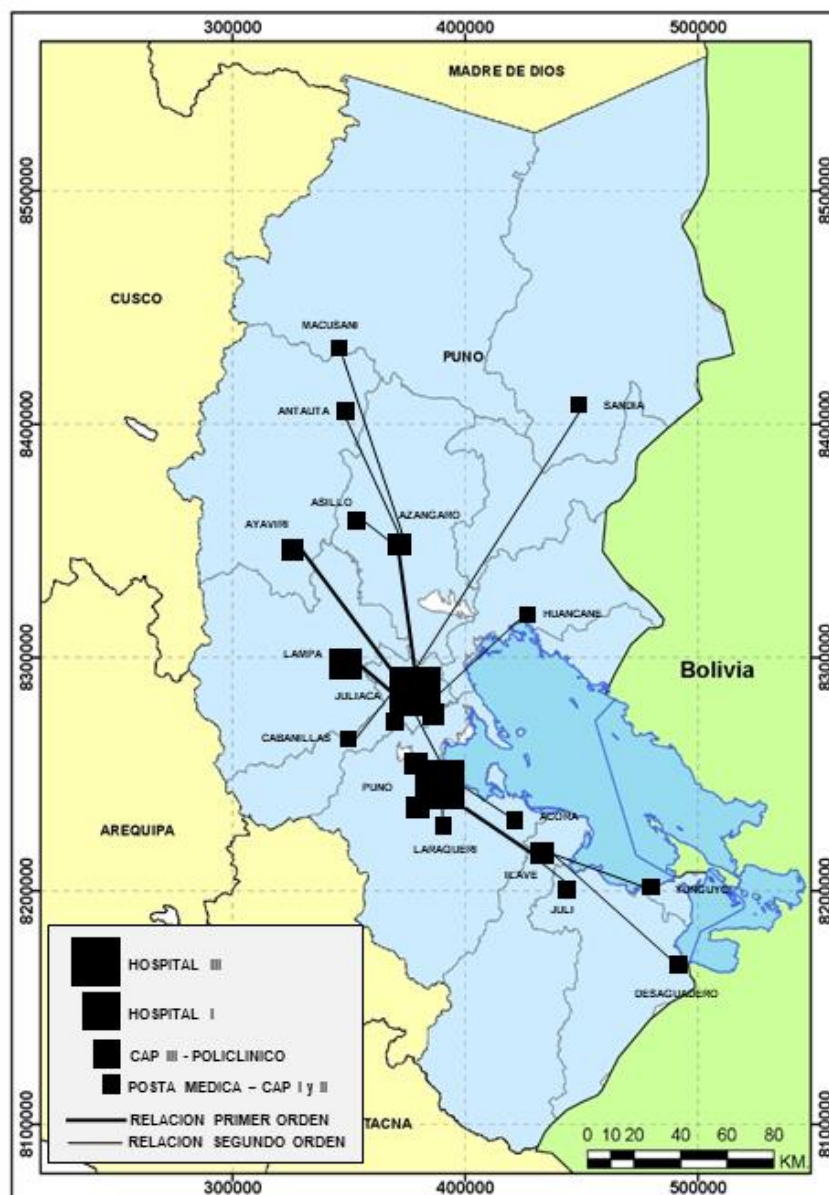 300000 400000 500000
MADRE DE DIOS
8500000 8500000
CUSCO
MACUSANI
PUNO
ANTAUTA
SANDIA
8400000 8400000
ASILLO
AZANGARO
AYAVIRI
HUANCANE
8300000 8300000
LAMPA
Bolivia
JULIACA
CABANILLAS
PUNO
ACORA
AREQUIPA
LARAQUERI
ILAVE
YUNGUYO
8200000 8200000
JULI
DESAGUADERO
HOSPITAL III
HOSPITAL I
CAP III - POLICLINICO
POSTA MEDICA – CAP I y II
RELACION PRIMER ORDEN
RELACION SEGUNDO ORDEN
TACNA
8100000 8100000
0 10 20 40 60 80
KM.
300000 400000 500000